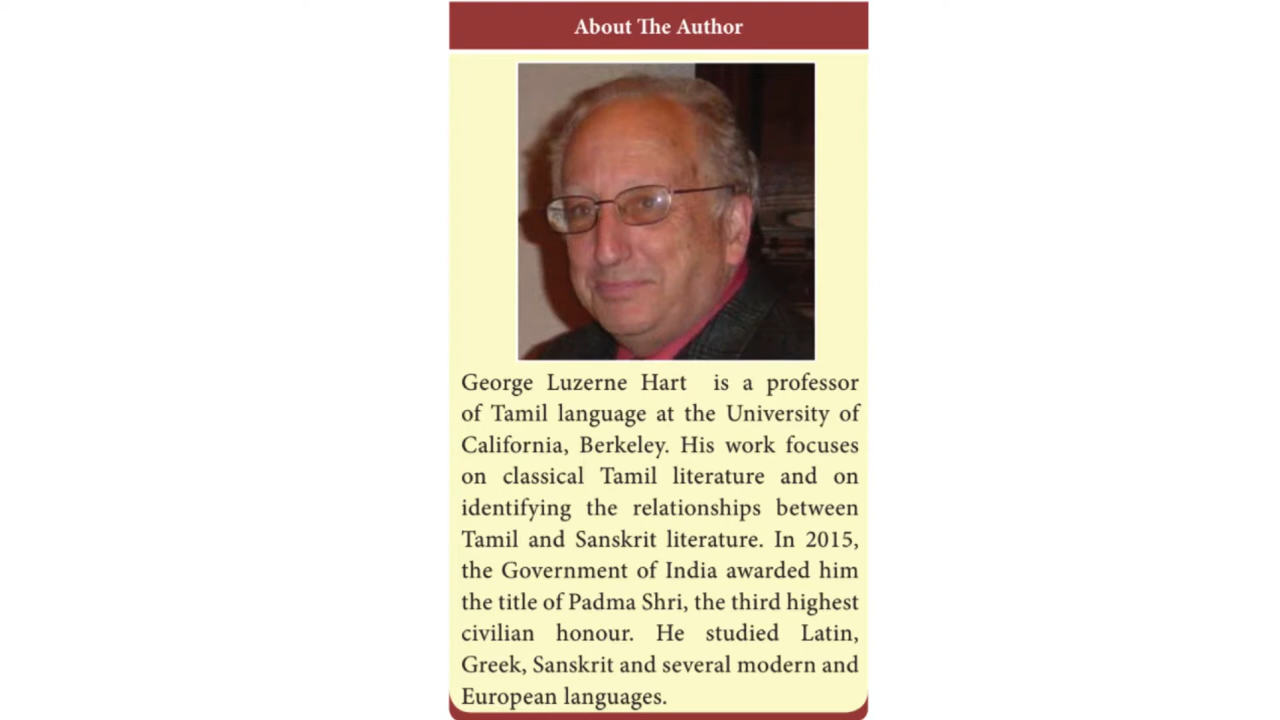 About The Author
George Luzerne Hart is a professor
of Tamil language at the University of
California, Berkeley. His work focuses
on classical Tamil literature and on
identifying the relationships between
Tamil and Sanskrit literature. In 2015,
the Government of India awarded him
the title of Padma Shri, the third highest
civilian honour. He studied Latin,
Greek, Sanskrit and several modern and
European languages.